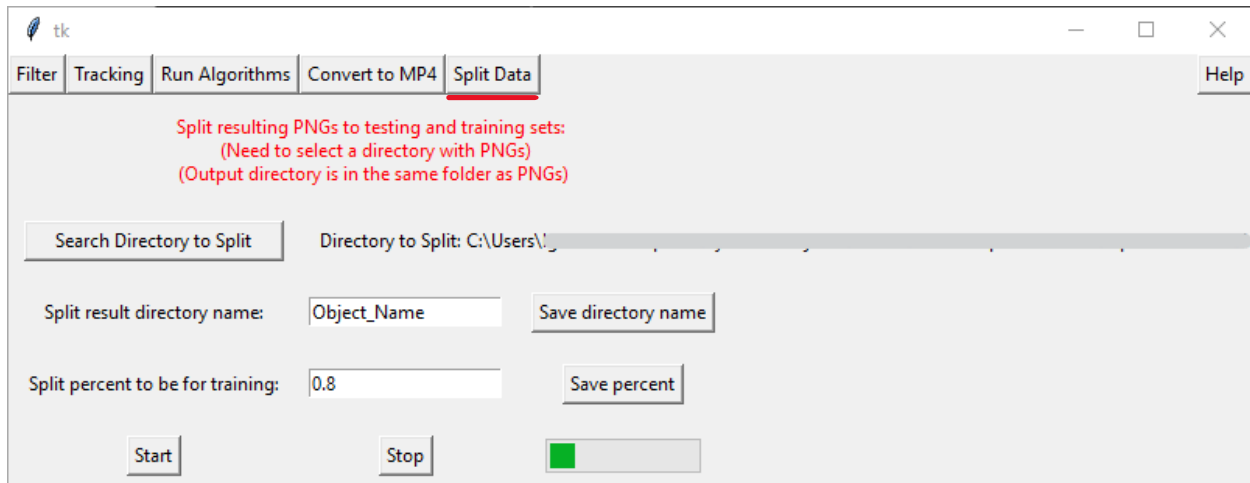 tk
Filter Tracking Run Algorithms Convert to MP4 Split Data Help
Split resulting PNGs to testing and training sets:
(Need to select a directory with PNGs)
(Output directory is in the same folder as PNGs)
Search Directory to Split Directory to Split: C:\Users\
Split result directory name: Object_Name Save directory name
Split percent to be for training: 0.8 Save percent
Start Stop